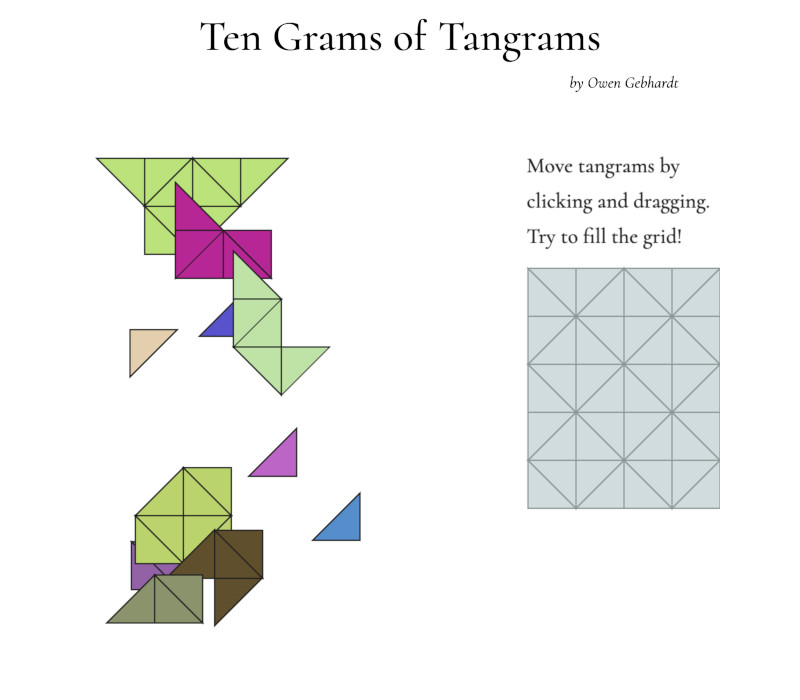 Ten Grams of Tangrams
by Owen Gebhardt
Move tangrams by
clicking and dragging.
Try to fill the grid!